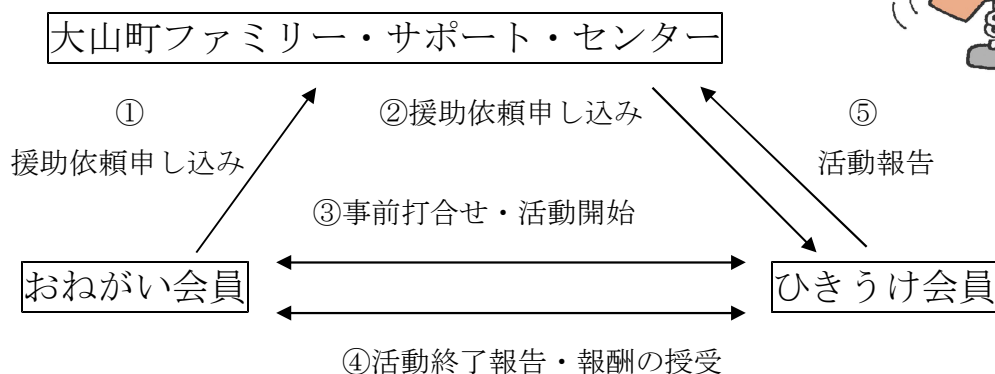 大山町ファミリー・サポート・センター
①
援助依頼申し込み
②援助依頼申し込み
⑤
活動報告
③事前打合せ・活動開始
おねがい会員
ひきうけ会員
④活動終了報告・報酬の授受